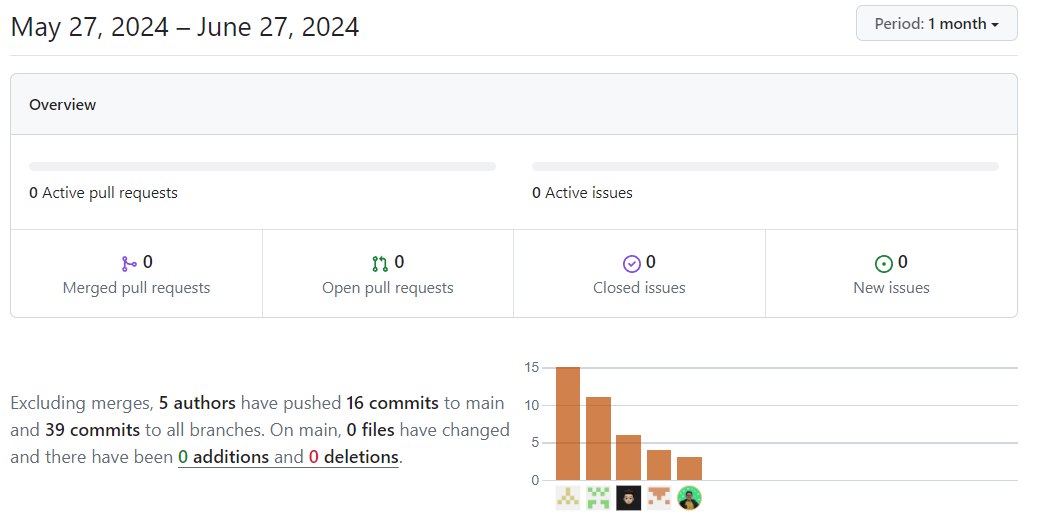 May 27, 2024 – June 27, 2024
Period: 1 month
Overview
0 Active pull requests
0 Active issues
0
Merged pull requests
0
Open pull requests
0
Closed issues
0
New issues
Excluding merges, 5 authors have pushed 16 commits to main
and 39 commits to all branches. On main, 0 files have changed
and there have been 0 additions and 0 deletions.
15
10
5
0